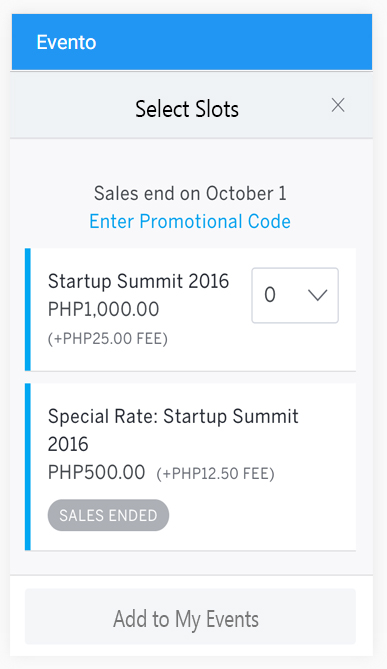 Evento
Select Slots
Sales end on October 1
Enter Promotional Code
Startup Summit 2016
PHP1,000.00
(+PHP25.00 FEE)
0
Special Rate: Startup Summit
2016
PHP500.00 (+PHP12.50 FEE)
SALES ENDED
Add to My Events